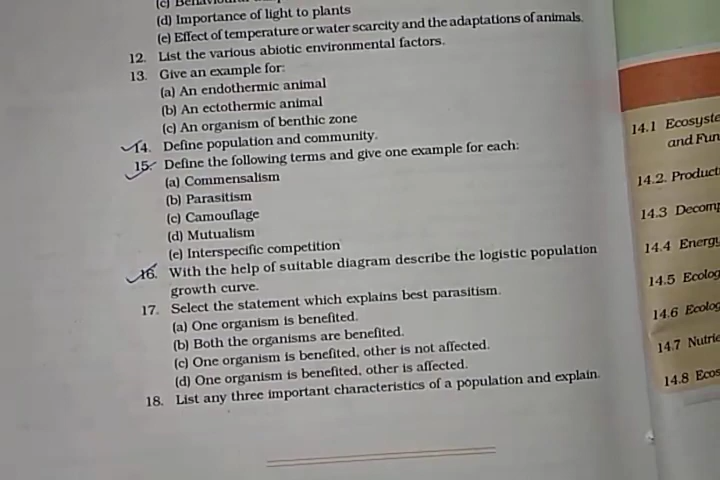 (d) Importance of light to plants
(e) Effect of temperature or water scarcity and the adaptations of animals.
12. List the various abiotic environmental factors.
13. Give an example for:
(a) An endothermic animal
(b) An ectothermic animal
(c) An organism of benthic zone
14. Define population and community.
15. Define the following terms and give one example for each:
(a) Commensalism
(b) Parasitism
(c) Camouflage
(d) Mutualism
(e) Interspecific competition
16. With the help of suitable diagram describe the logistic population
growth curve.
17. Select the statement which explains best parasitism.
(a) One organism is benefited.
(b) Both the organisms are benefited.
(c) One organism is benefited, other is not affected.
(d) One organism is benefited, other is affected.
18. List any three important characteristics of a population and explain.
14.1 Ecosyste
and Fun
14.2. Product
14.3 Decomp
14.4 Energy
14.5 Ecolog
14.6 Ecolog
14.7 Nutrie
14.8 Ecos